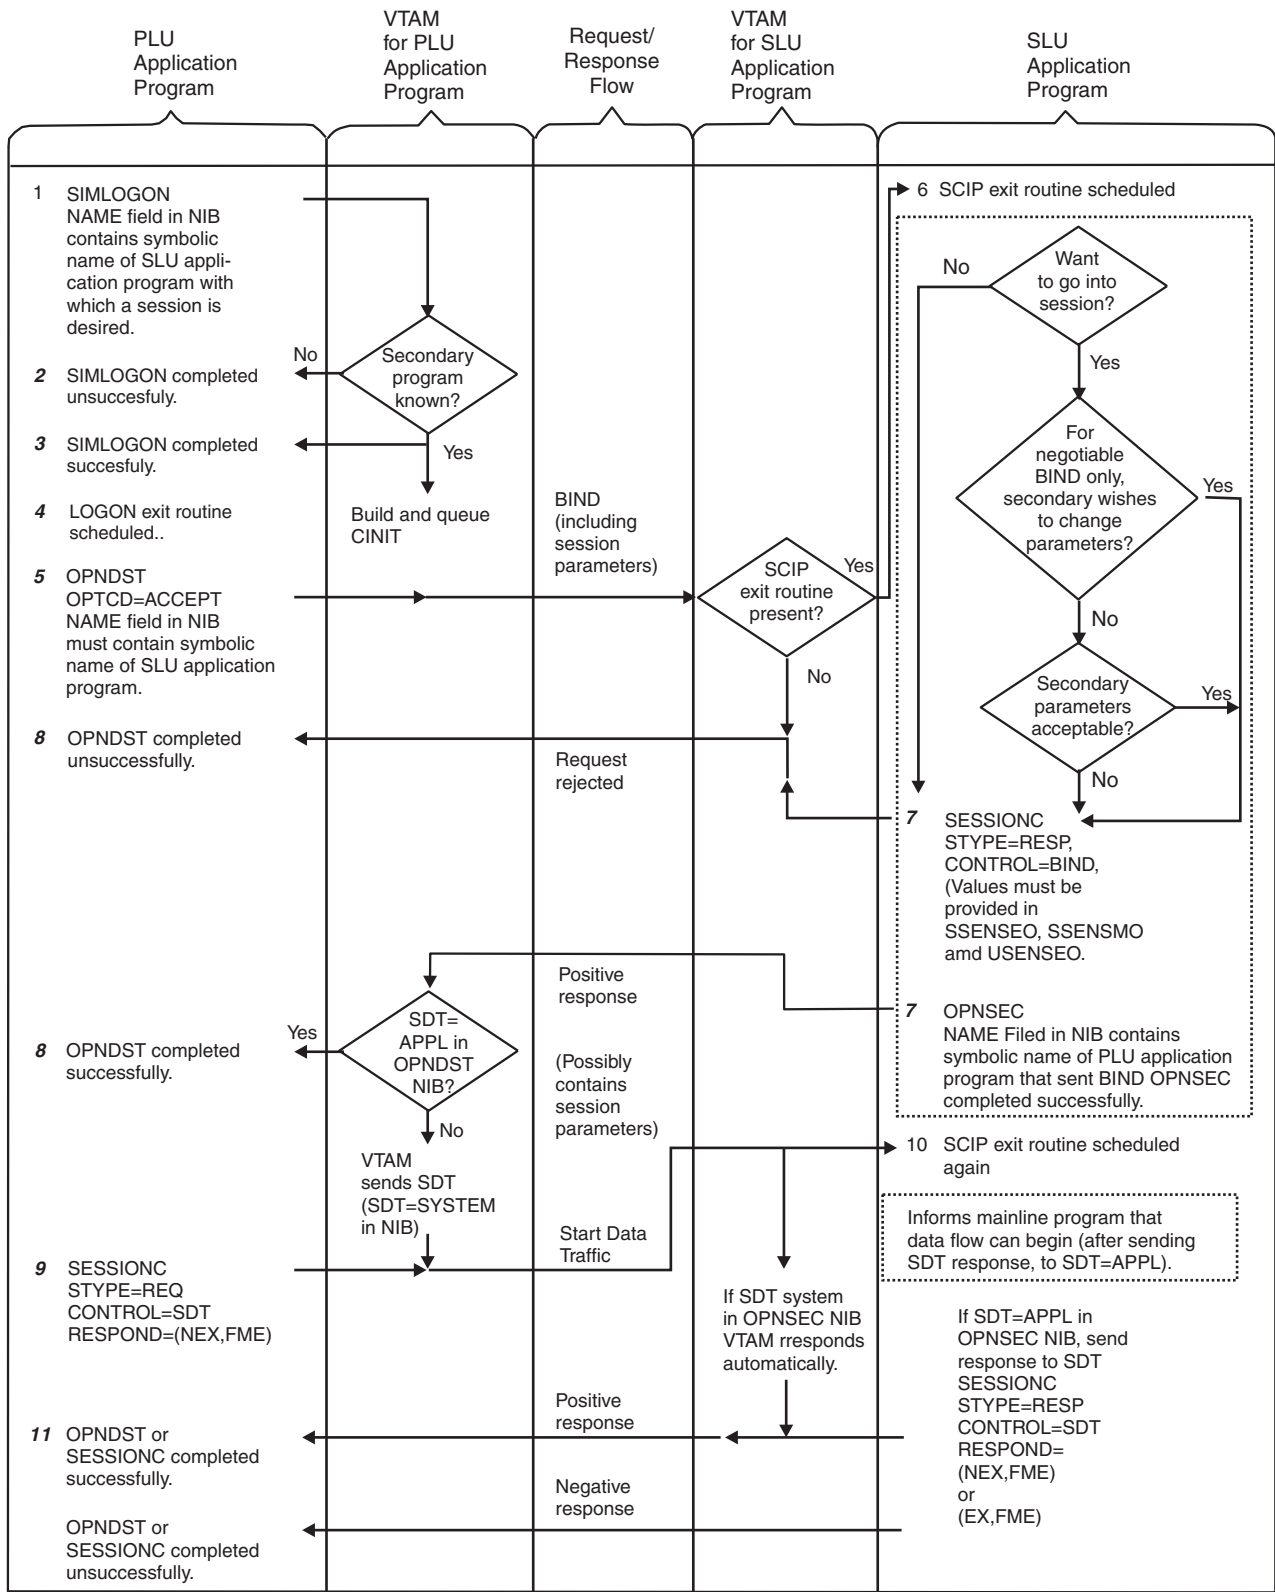 PLU
Application
Program
VTAM
for PLU
Application
Program
Request/
Response
Flow
VTAM
for SLU
Application
Program
SLU
Application
Program
1 SIMLOGON
NAME field in NIB
contains symbolic
name of SLU appli-
cation program with
which a session is
desired.
Secondary
program
known?
No
Yes
2 SIMLOGON completed
unsuccesfuly.
3 SIMLOGON completed
succesfuly.
4 LOGON exit routine
scheduled..
Build and queue
CINIT
5 OPNDST
OPTCD=ACCEPT
NAME field in NIB
must contain symbolic
name of SLU application
program.
BIND
(including
session
parameters)
SCIP
exit routine
present?
Yes
No
6 SCIP exit routine scheduled
Want
to go into
session?
No
Yes
For
negotiable
BIND only,
secondary wishes
to change
parameters?
Yes
No
Secondary
parameters
acceptable?
Yes
No
8 OPNDST completed
unsuccessfully.
Request
rejected
7 SESSIONC
STYPE=RESP,
CONTROL=BIND,
(Values must be
provided in
SSENSEO, SSENSMO
amd USENSEO.
Positive
response
(Possibly
contains
session
parameters)
7 OPNSEC
NAME Filed in NIB contains
symbolic name of PLU application
program that sent BIND OPNSEC
completed successfully.
SDT=
APPL in
OPNDST
NIB?
Yes
No
8 OPNDST completed
successfully.
VTAM
sends SDT
(SDT=SYSTEM
in NIB)
10 SCIP exit routine scheduled
again
Informs mainline program that
data flow can begin (after sending
SDT response, to SDT=APPL).
9 SESSIONC
STYPE=REQ
CONTROL=SDT
RESPOND=(NEX,FME)
Start Data
Traffic
If SDT system
in OPNSEC NIB
VTAM rresponds
automatically.
If SDT=APPL in
OPNSEC NIB, send
response to SDT
SESSIONC
STYPE=RESP
CONTROL=SDT
RESPOND=
(NEX,FME)
or
(EX,FME)
Positive
response
11 OPNDST or
SESSIONC completed
successfully.
Negative
response
OPNDST or
SESSIONC completed
unsuccessfully.